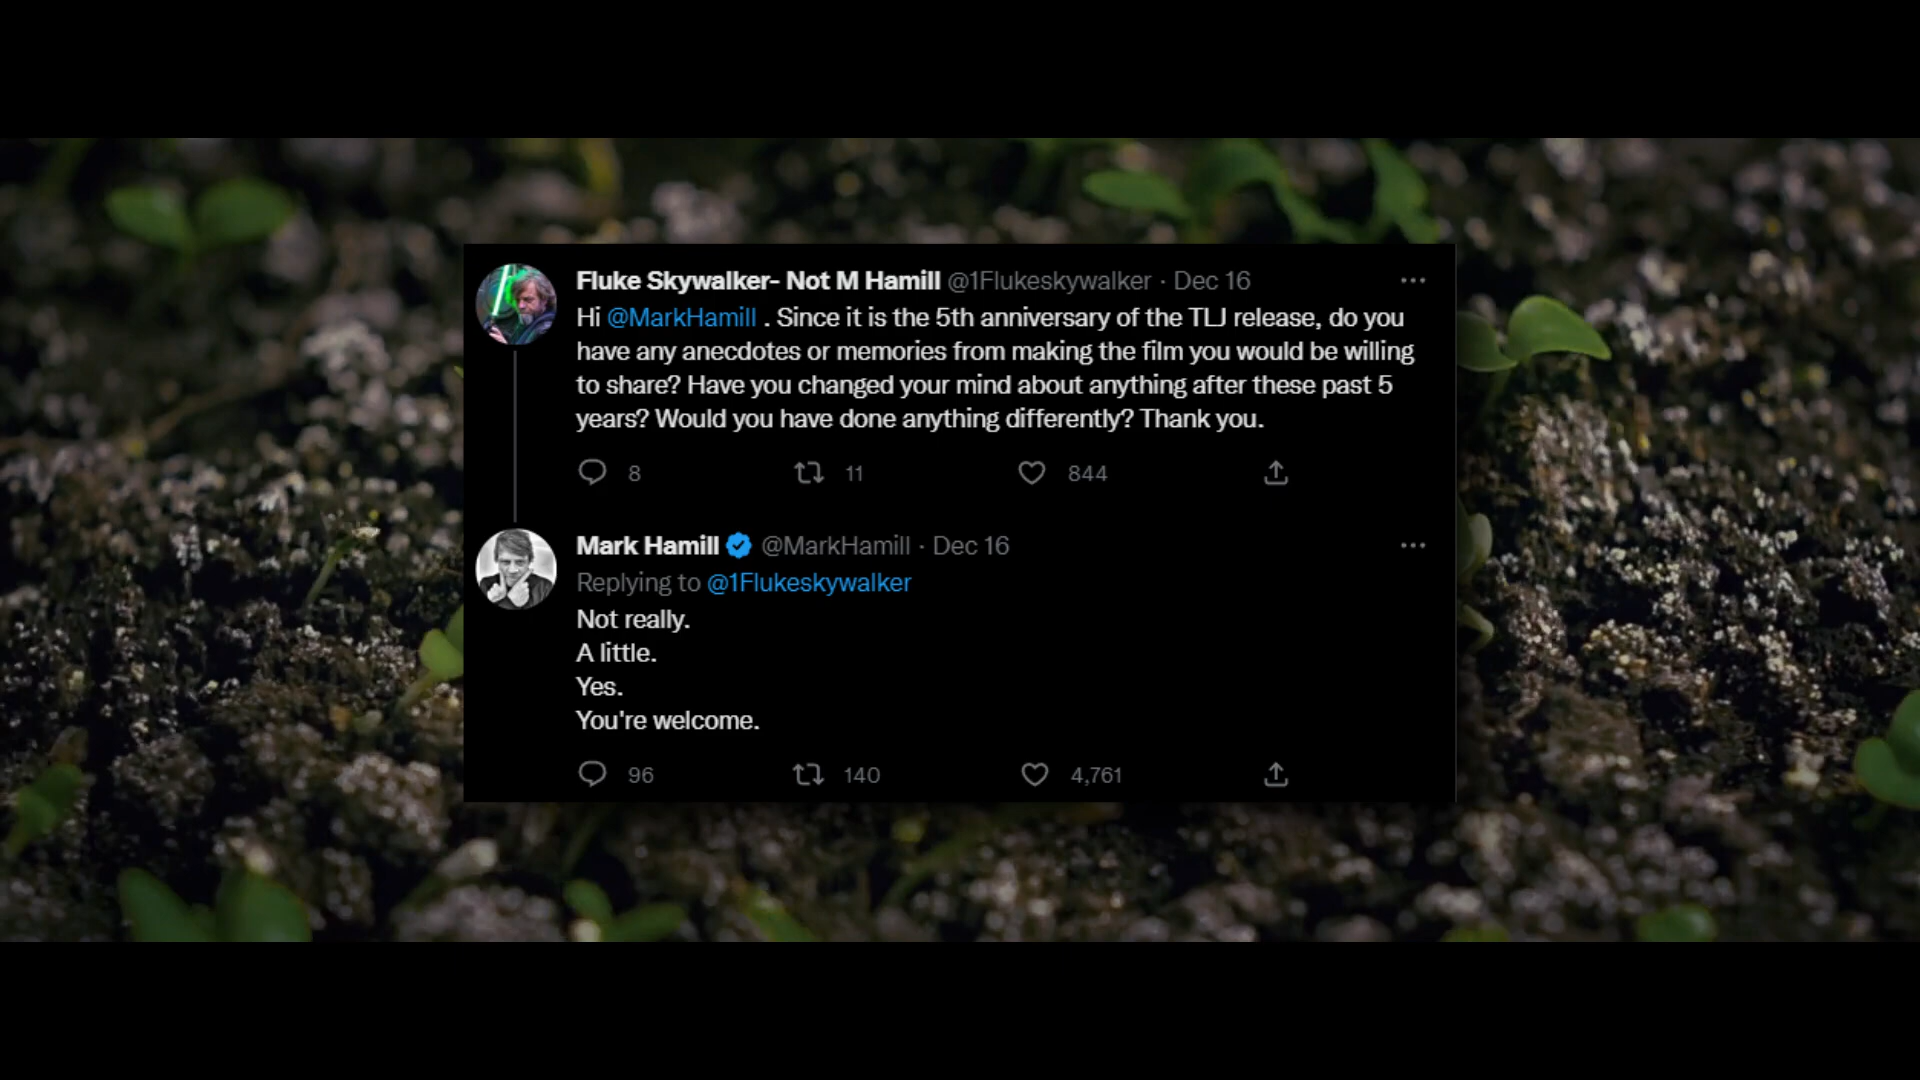 Fluke Skywalker- Not M Hamill @1Flukeskywalker · Dec 16
Hi @MarkHamill . Since it is the 5th anniversary of the TLJ release, do you
have any anecdotes or memories from making the film you would be willing
to share? Have you changed your mind about anything after these past 5
years? Would you have done anything differently? Thank you.
8 11 844
Mark Hamill @MarkHamill · Dec 16
Replying to @1Flukeskywalker
Not really.
A little.
Yes.
You're welcome.
96 140 4,761